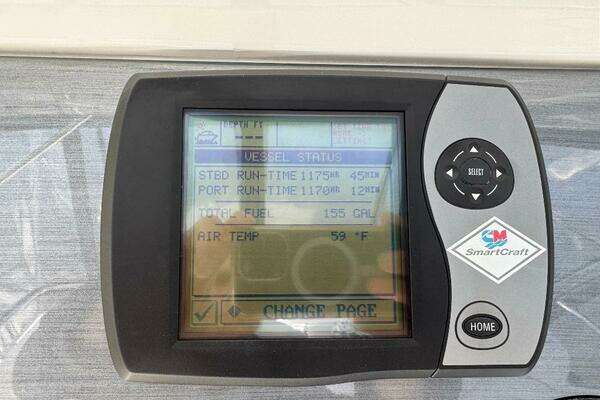 DEPTH FT
---
VESSEL STATUS
STBD RUN-TIME 1175HR 45MIN
PORT RUN-TIME 1170HR 12MIN
TOTAL FUEL 155 GAL
AIR TEMP 59 °F
CHANGE PAGE
SELECT
SmartCraft
HOME